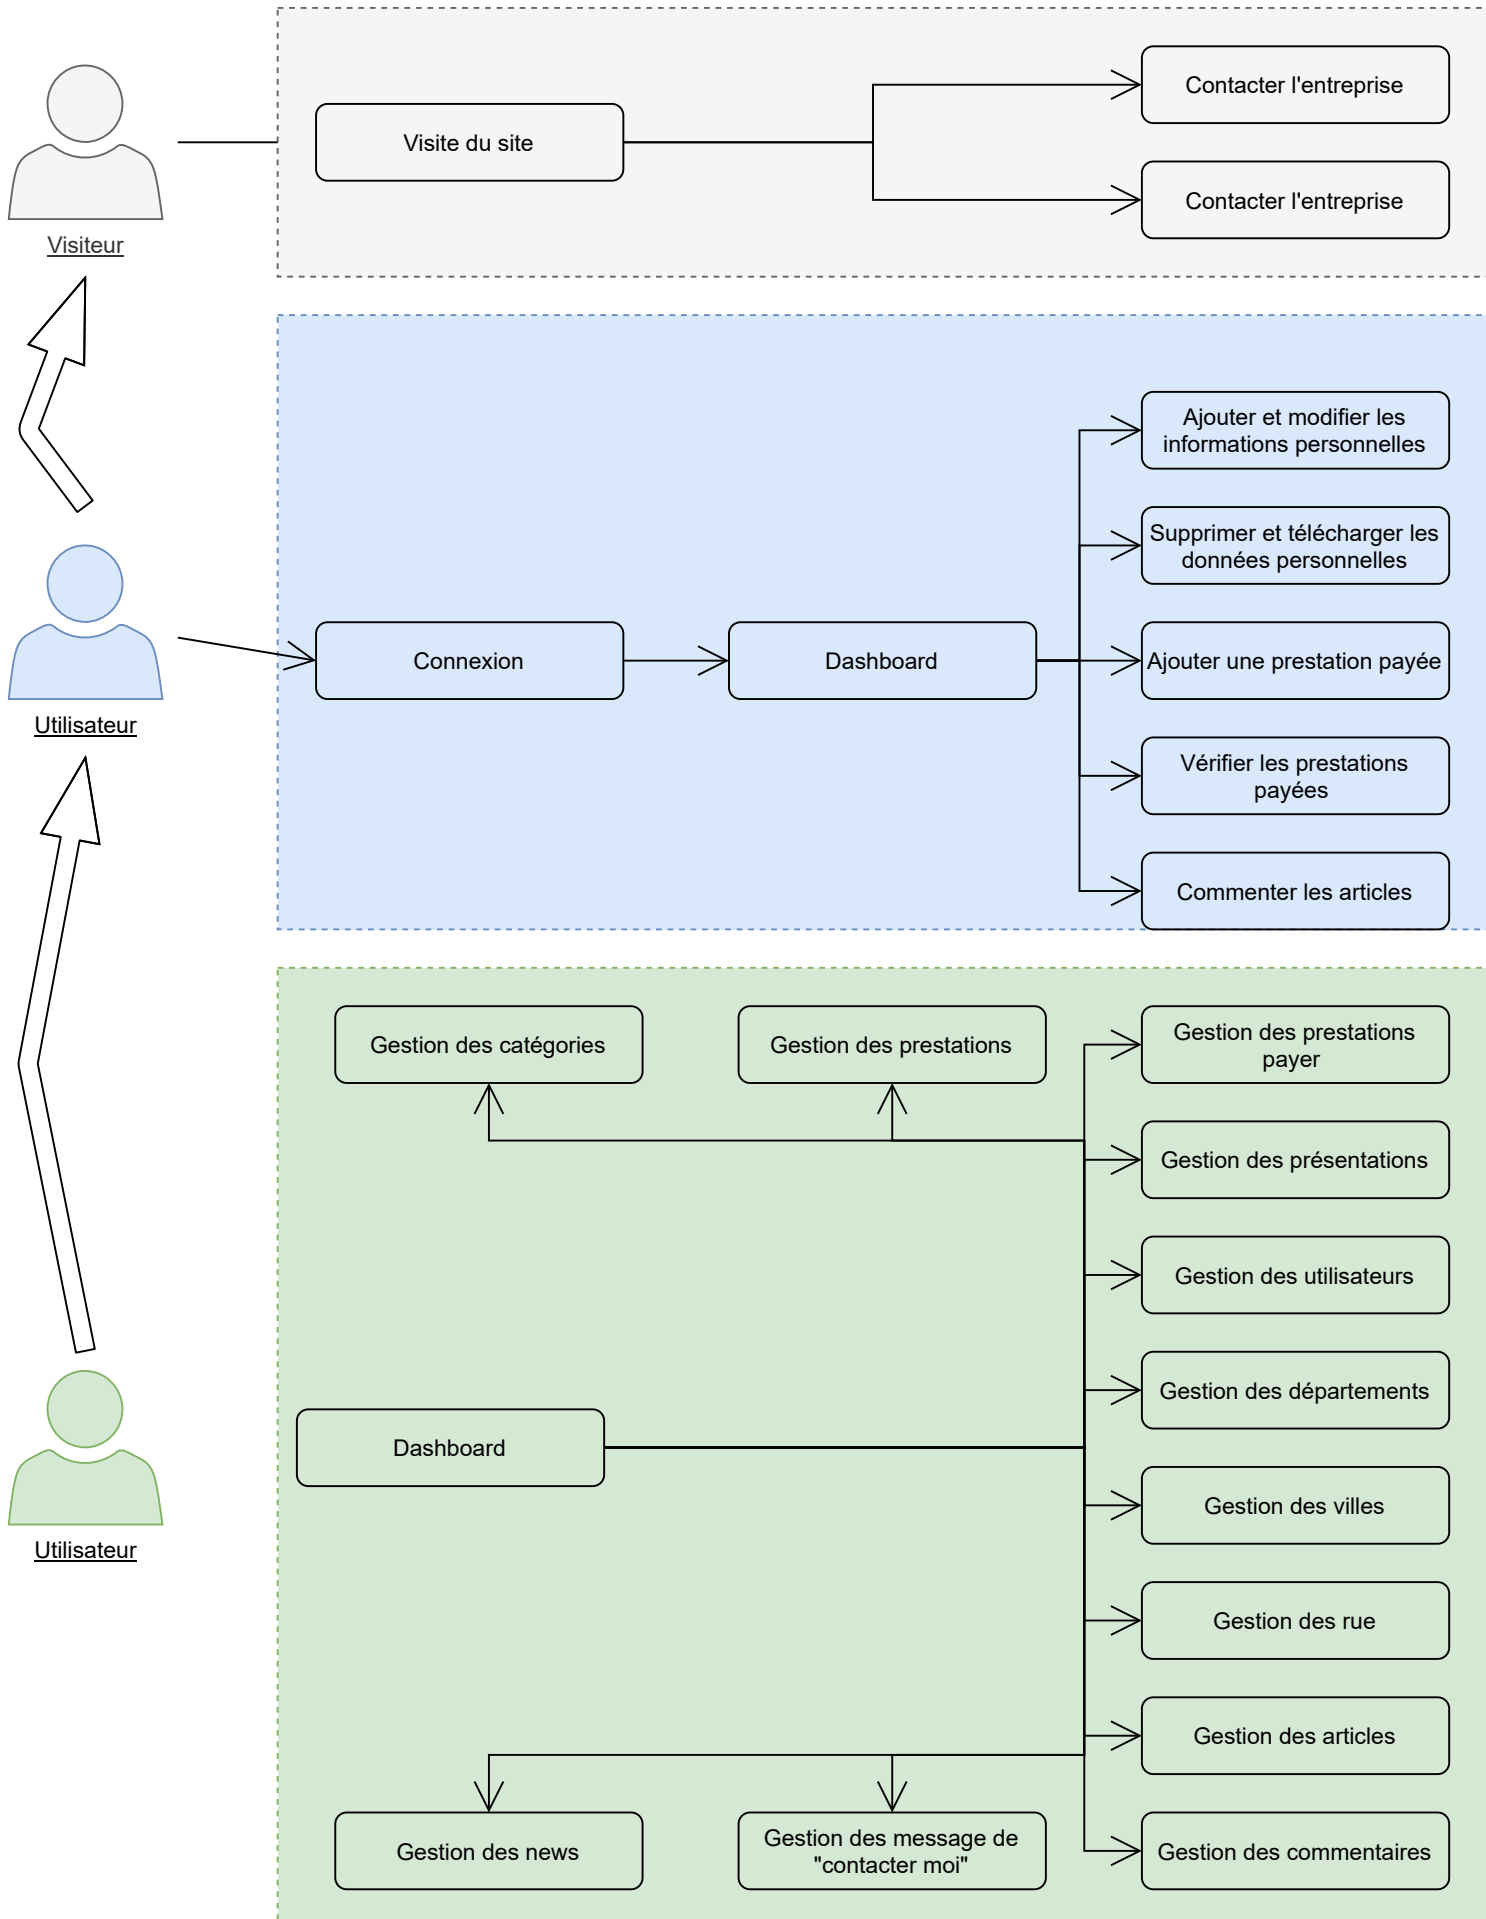 Visiteur
Visite du site
Contacter l'entreprise
Contacter l'entreprise
Utilisateur
Connexion
Dashboard
Ajouter et modifier les
informations personnelles
Supprimer et télécharger les
données personnelles
Ajouter une prestation payée
Vérifier les prestations
payées
Commenter les articles
Utilisateur
Gestion des catégories
Gestion des prestations
Gestion des prestations
payer
Gestion des présentations
Gestion des utilisateurs
Gestion des départements
Dashboard
Gestion des villes
Gestion des rue
Gestion des articles
Gestion des news
Gestion des message de
"contacter moi"
Gestion des commentaires